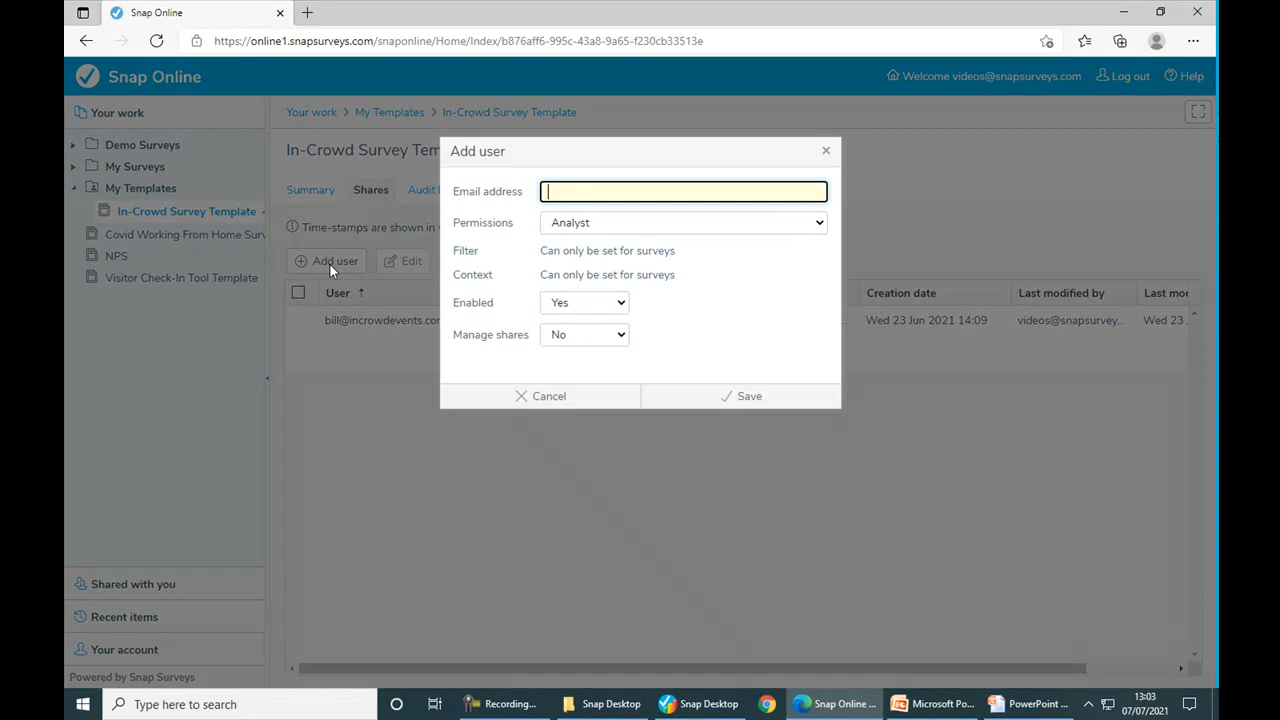 Snap Online
https://online1.snapsurveys.com/snaponline/Home/Index/b876aff6-995c-43a8-9a65-f230cb33513e
Snap Online
Welcome videos@snapsurveys.com
Log out
Help
Your work
Demo Surveys
My Surveys
My Templates
In-Crowd Survey Template
Covid Working From Home Surv
NPS
Visitor Check-In Tool Template
Shared with you
Recent items
Your account
Powered by Snap Surveys
Your work > My Templates > In-Crowd Survey Template
In-Crowd Survey Tem
Summary Shares Audit
Time-stamps are shown in
Add user Edit
User Creation date Last modified by Last mo
bill@incrowdevents.co Wed 23 Jun 2021 14:09 videos@snapsurvey... Wed 23
Add user
Email address
Permissions Analyst
Filter Can only be set for surveys
Context Can only be set for surveys
Enabled Yes
Manage shares No
Cancel Save
Type here to search
Recording...
Snap Desktop
Snap Desktop
Snap Online ...
Microsoft Po...
PowerPoint ...
13:03
07/07/2021